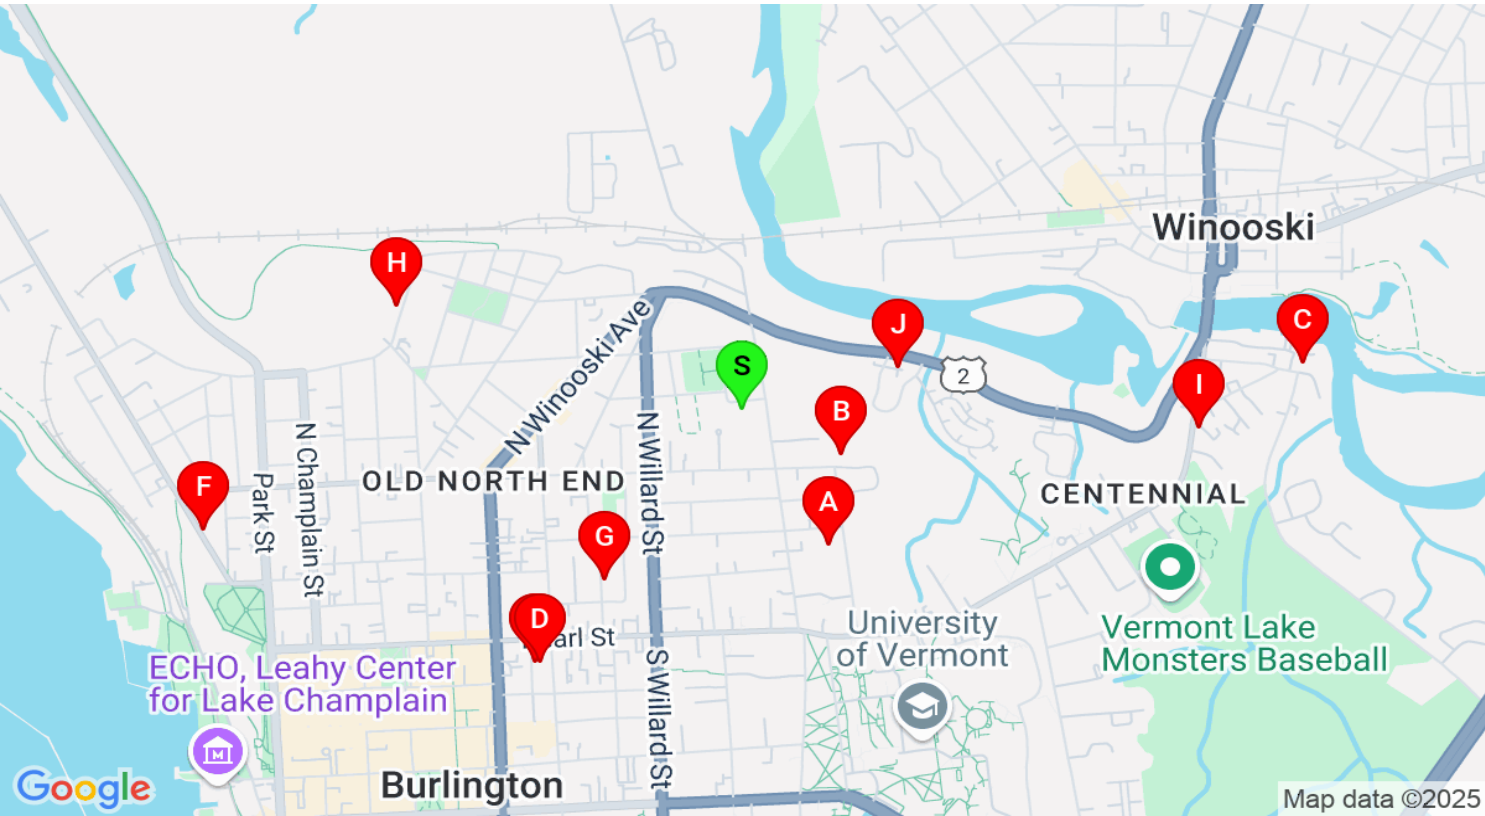 Winooski
H
C
J
N Winooski Ave
S
2
I
B
N Willard St
N Champlain St
OLD NORTH END
F
Park St
CENTENNIAL
A
G
D
arl St
University
of Vermont
Vermont Lake
Monsters Baseball
ECHO, Leahy Center
for Lake Champlain
S Willard St
M
Burlington
Google
Map data ©2025